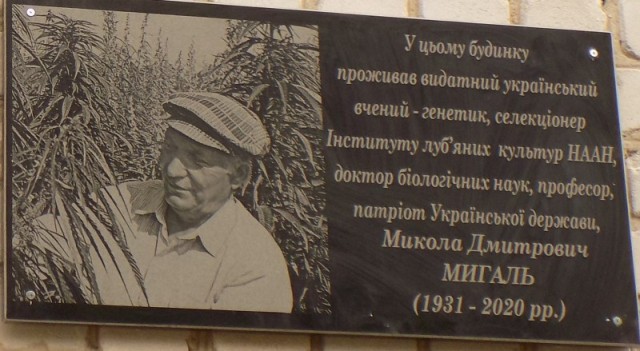 У цьому будинку
проживав видатний український
вчений - генетик, селекціонер
Інституту луб'яних культур НААН,
доктор біологічних наук, професор,
патріот Української держави,
Микола Дмитрович
МИГАЛЬ
(1931 - 2020 рр.)